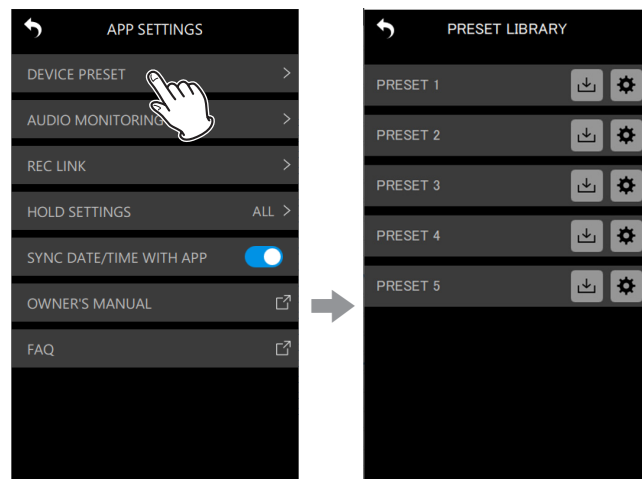 APP SETTINGS
DEVICE PRESET
AUDIO MONITORING
REC LINK
HOLD SETTINGS ALL
SYNC DATE/TIME WITH APP
OWNER'S MANUAL
FAQ
PRESET LIBRARY
PRESET 1
PRESET 2
PRESET 3
PRESET 4
PRESET 5